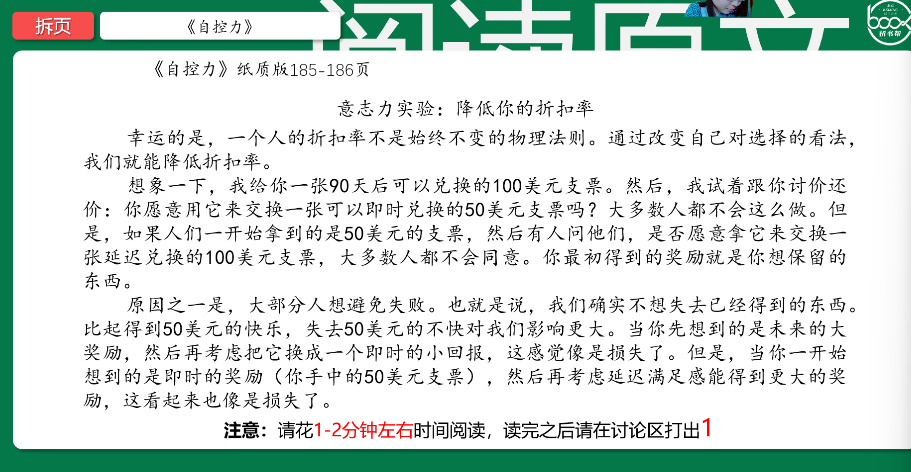 阅读原文
拆页
《自控力》
book
拆书帮
《自控力》纸质版185-186页
意志力实验：降低你的折扣率
幸运的是，一个人的折扣率不是始终不变的物理法则。通过改变自己对选择的看法，
我们就能降低折扣率。
想象一下，我给你一张90天后可以兑换的100美元支票。然后，我试着跟你讨价还
价：你愿意用它来交换一张可以即时兑换的50美元支票吗？大多数人都不会这么做。但
是，如果人们一开始拿到的是50美元的支票，然后有人问他们，是否愿意拿它来交换一
张延迟兑换的100美元支票，大多数人都不会同意。你最初得到的奖励就是你想保留的
东西。
原因之一是，大部分人想避免失败。也就是说，我们确实不想失去已经得到的东西。
比起得到50美元的快乐，失去50美元的不快对我们影响更大。当你先想到的是未来的大
奖励，然后再考虑把它换成一个即时的小回报，这感觉像是损失了。但是，当你一开始
想到的是即时的奖励（你手中的50美元支票），然后再考虑延迟满足感能得到更大的奖
励，这看起来也像是损失了。
注意：请花1-2分钟左右时间阅读，读完之后请在讨论区打出1